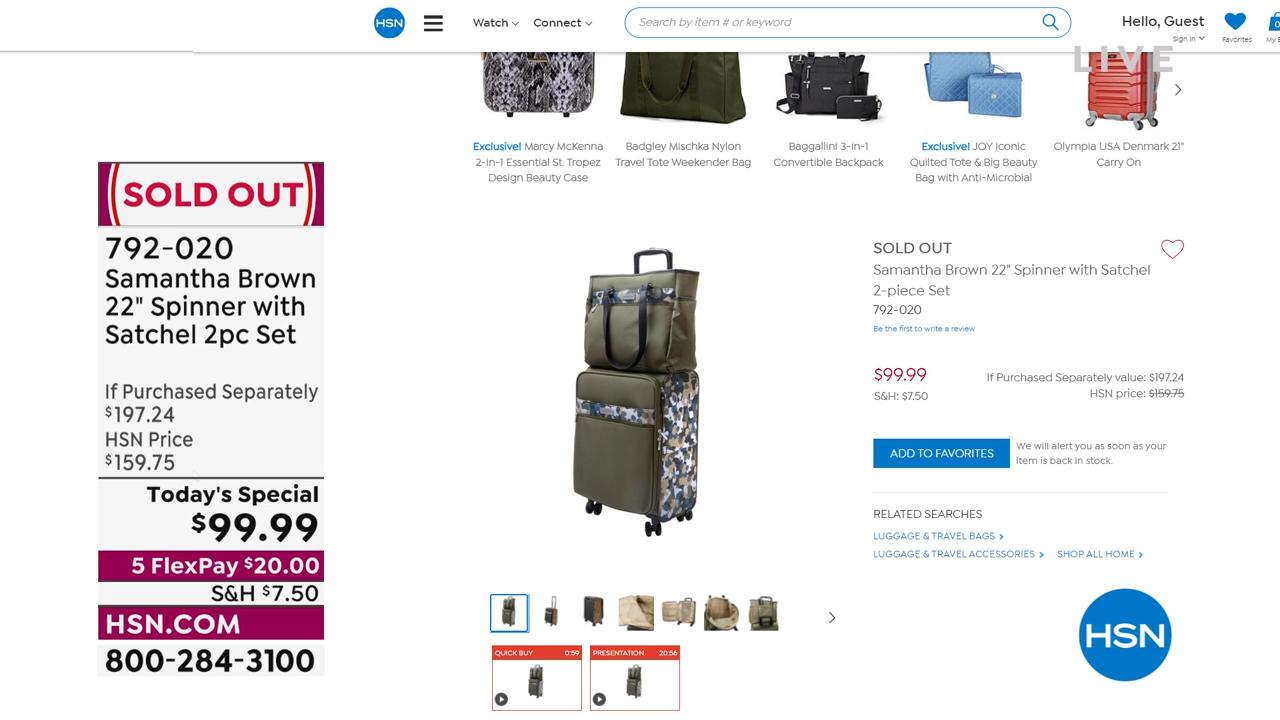 HSN
Watch
Connect
Search by item # or keyword
Hello, Guest
Sign In
Favorites
0
LIVE
Exclusive! Marcy McKenna
2-in-1 Essential St. Tropez
Design Beauty Case
Badgley Mischka Nylon
Travel Tote Weekender Bag
Baggallini 3-in-1
Convertible Backpack
Exclusive! JOY Iconic
Quilted Tote & Big Beauty
Bag with Anti-Microbial
Olympia USA Denmark 21"
Carry On
SOLD OUT
792-020
Samantha Brown
22" Spinner with
Satchel 2pc Set
If Purchased Separately
$197.24
HSN Price
$159.75
Today's Special
$99.99
5 FlexPay $20.00
S&H $7.50
HSN.COM
800-284-3100
SOLD OUT
Samantha Brown 22" Spinner with Satchel
2-piece Set
792-020
Be the first to write a review
$99.99
S&H: $7.50
If Purchased Separately value: $197.24
HSN price: $159.75
ADD TO FAVORITES
We will alert you as soon as your
item is back in stock.
RELATED SEARCHES
LUGGAGE & TRAVEL BAGS
LUGGAGE & TRAVEL ACCESSORIES
SHOP ALL HOME
QUICK BUY 0:59
PRESENTATION 20:56
HSN